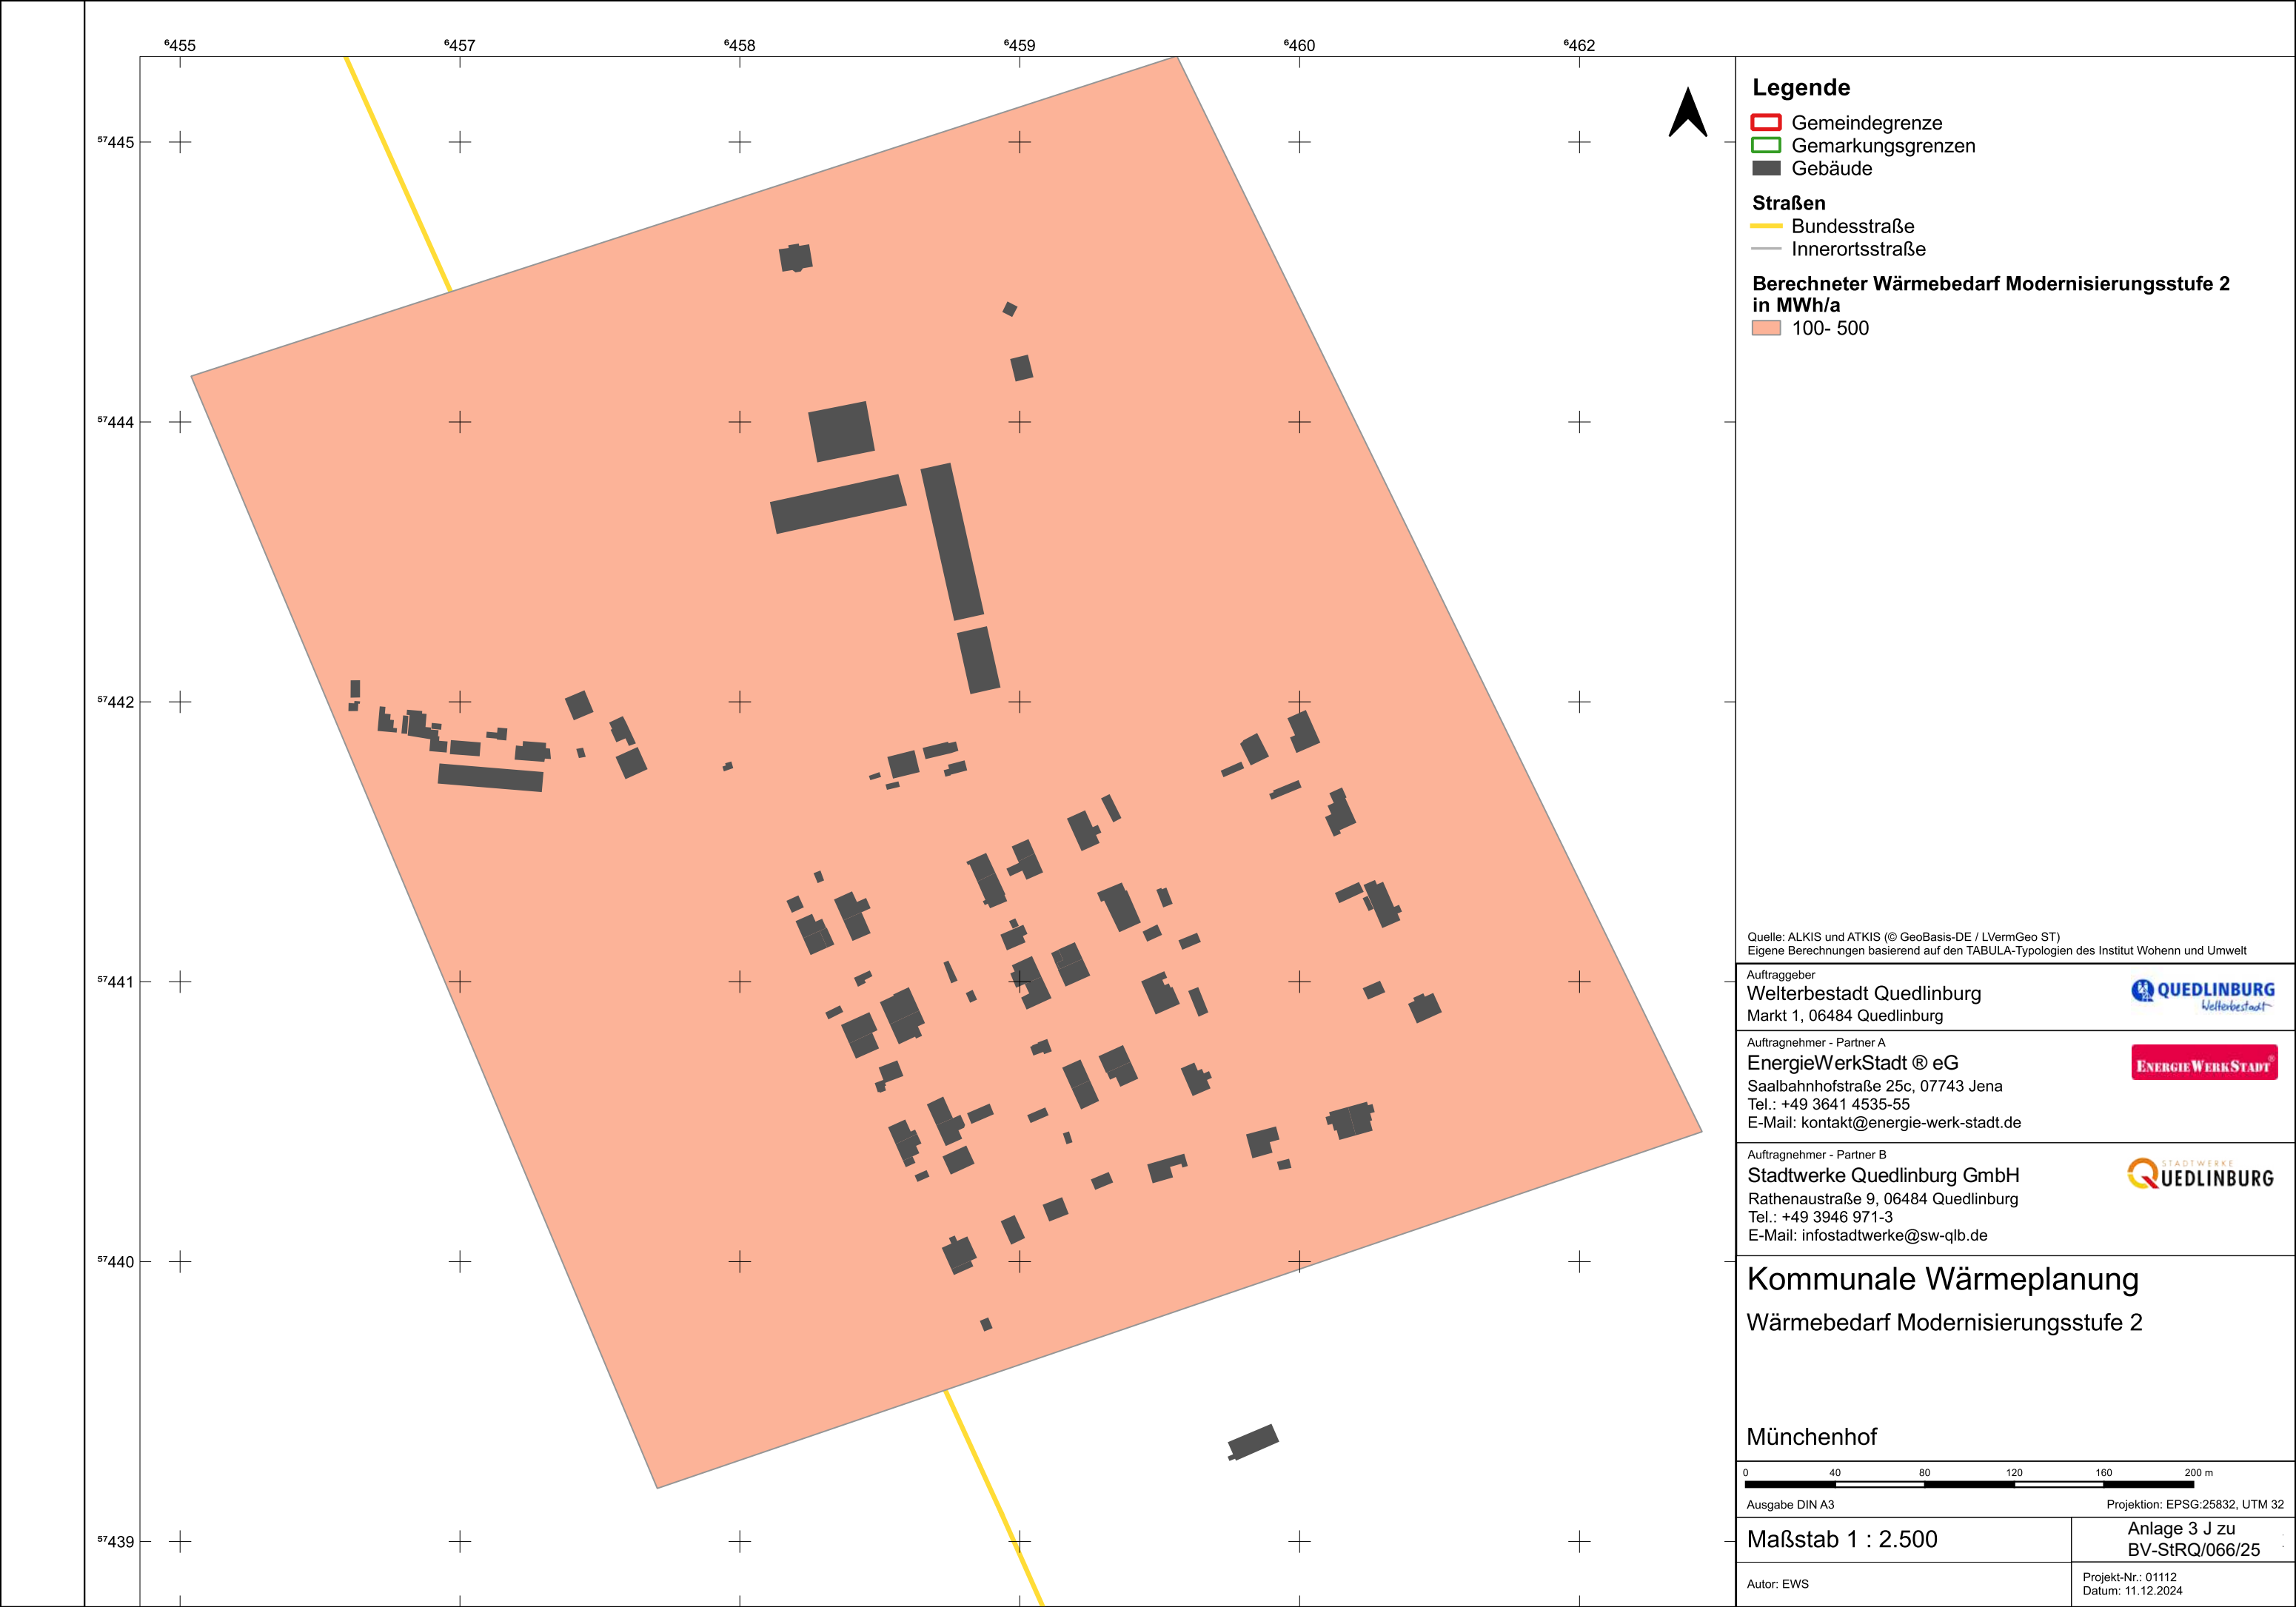 ⁶455 ⁶457 ⁶458 ⁶459 ⁶460 ⁶462
⁵⁷445
⁵⁷444
⁵⁷442
⁵⁷441
⁵⁷440
⁵⁷439
Legende
Gemeindegrenze
Gemarkungsgrenzen
Gebäude
Straßen
Bundesstraße
Innerortsstraße
Berechneter Wärmebedarf Modernisierungsstufe 2
in MWh/a
100- 500
Quelle: ALKIS und ATKIS (© GeoBasis-DE / LVermGeo ST)
Eigene Berechnungen basierend auf den TABULA-Typologien des Institut Wohenn und Umwelt
Auftraggeber
Welterbestadt Quedlinburg
Markt 1, 06484 Quedlinburg
QUEDLINBURG
Welterbestadt
Auftragnehmer - Partner A
EnergieWerkStadt ® eG
Saalbahnhofstraße 25c, 07743 Jena
Tel.: +49 3641 4535-55
E-Mail: kontakt@energie-werk-stadt.de
ENERGIEWERKSTADT®
Auftragnehmer - Partner B
Stadtwerke Quedlinburg GmbH
Rathenaustraße 9, 06484 Quedlinburg
Tel.: +49 3946 971-3
E-Mail: infostadtwerke@sw-qlb.de
STADTWERKE
QUEDLINBURG
Kommunale Wärmeplanung
Wärmebedarf Modernisierungsstufe 2
Münchenhof
0 40 80 120 160 200 m
Ausgabe DIN A3
Projektion: EPSG:25832, UTM 32
Maßstab 1 : 2.500
Anlage 3 J zu
BV-StRQ/066/25
Autor: EWS
Projekt-Nr.: 01112
Datum: 11.12.2024